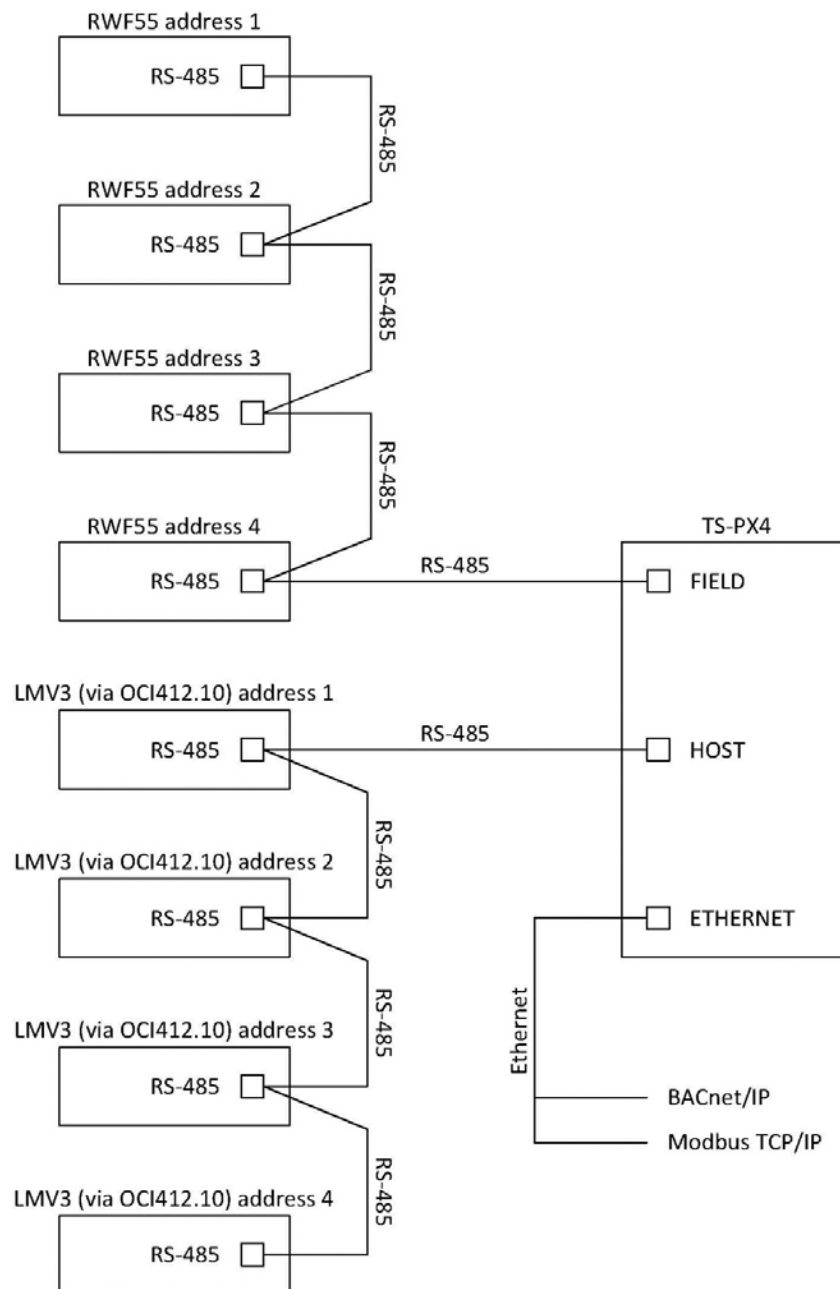 RWF55 address 1
RS-485
RS-485
RWF55 address 2
RS-485
RS-485
RWF55 address 3
RS-485
RS-485
RWF55 address 4
RS-485
RS-485
TS-PX4
FIELD
LMV3 (via OCI412.10) address 1
RS-485
RS-485
HOST
RS-485
LMV3 (via OCI412.10) address 2
RS-485
ETHERNET
RS-485
Ethernet
LMV3 (via OCI412.10) address 3
RS-485
BACnet/IP
Modbus TCP/IP
RS-485
LMV3 (via OCI412.10) address 4
RS-485